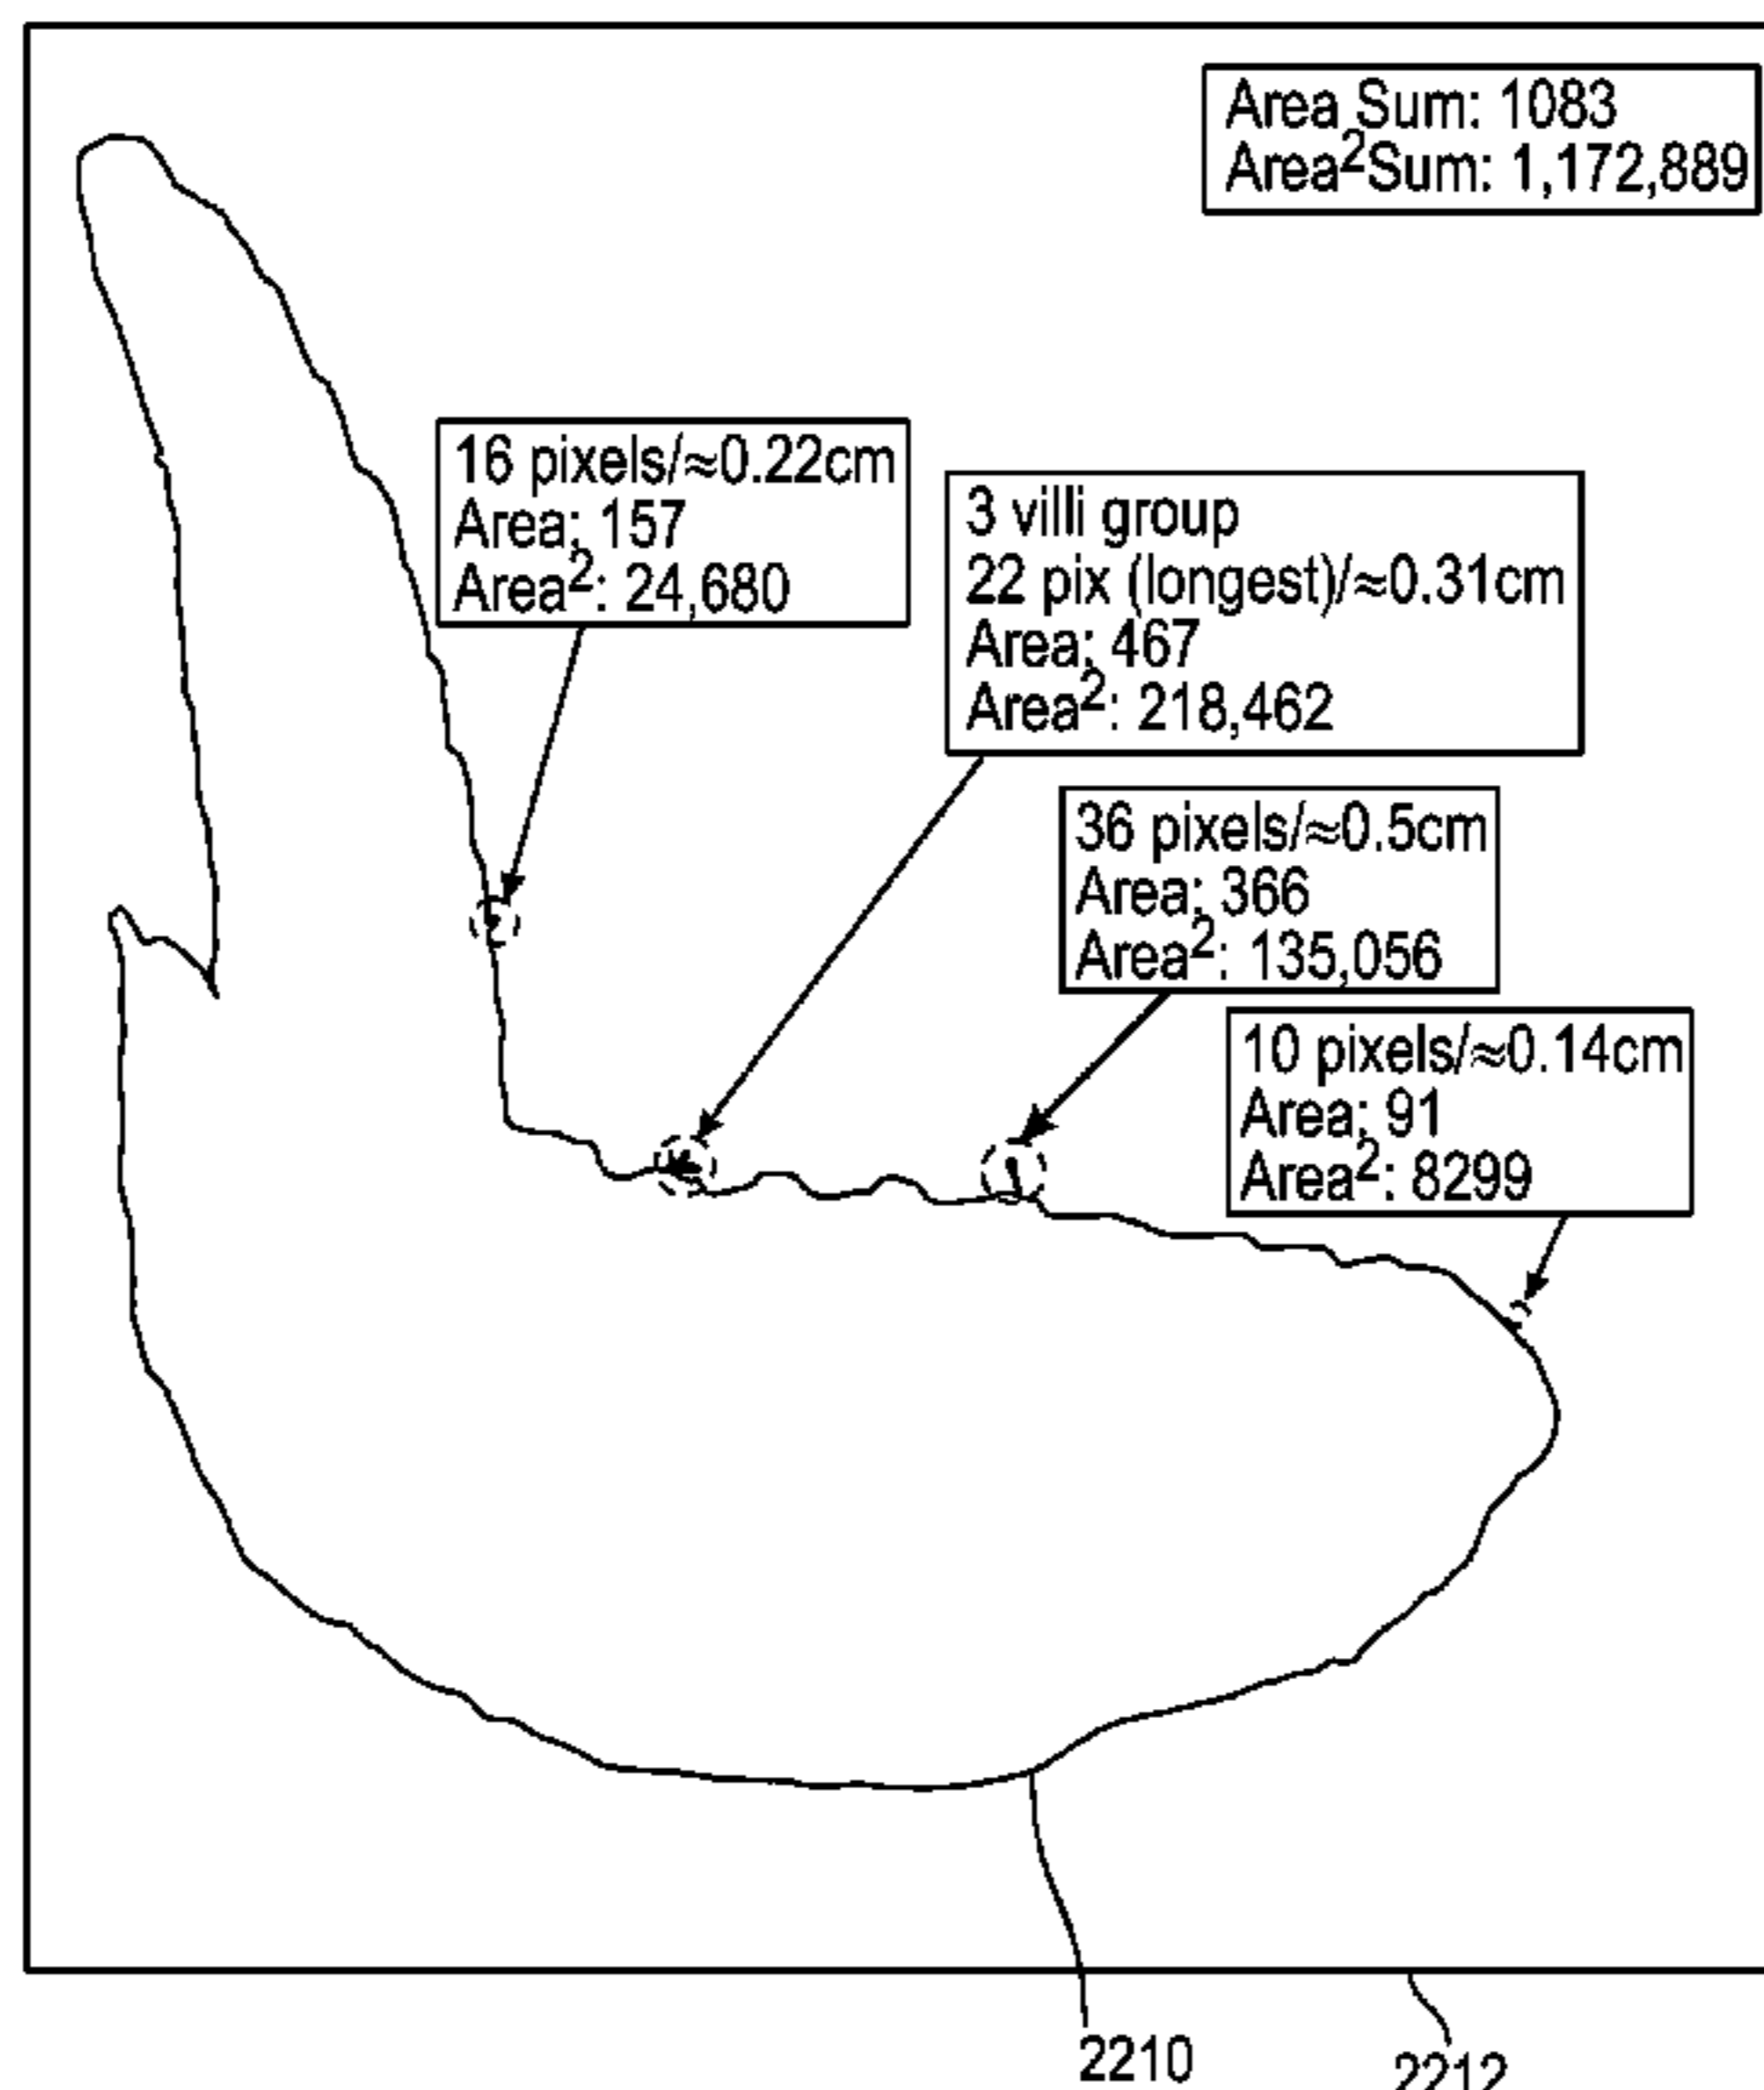 Area Sum: 1083
Area²Sum: 1,172,889
16 pixels/≈0.22cm
Area: 157
Area²: 24,680
3 villi group
22 pix (longest)/≈0.31cm
Area: 467
Area²: 218,462
36 pixels/≈0.5cm
Area: 366
Area²: 135,056
10 pixels/≈0.14cm
Area: 91
Area²: 8299
2210
2212